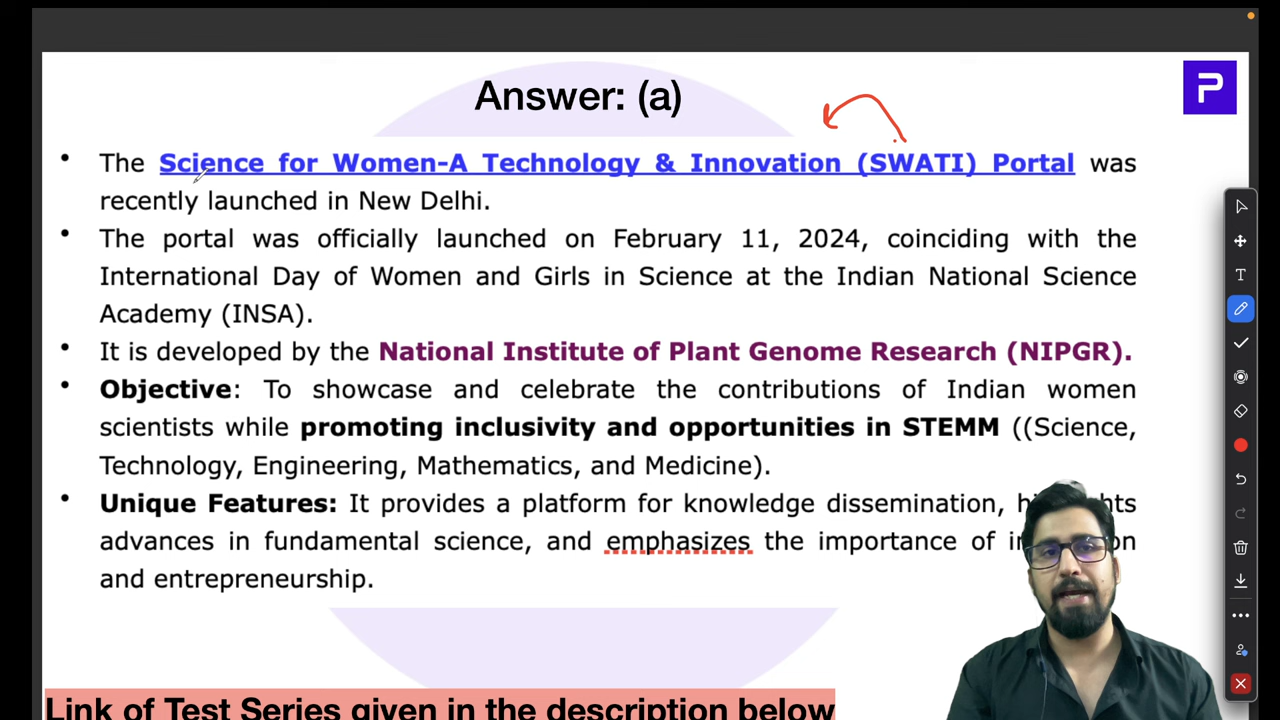 Answer: (a)
P
• The Science for Women-A Technology & Innovation (SWATI) Portal was
recently launched in New Delhi.
• The portal was officially launched on February 11, 2024, coinciding with the
International Day of Women and Girls in Science at the Indian National Science
Academy (INSA).
• It is developed by the National Institute of Plant Genome Research (NIPGR).
• Objective: To showcase and celebrate the contributions of Indian women
scientists while promoting inclusivity and opportunities in STEMM ((Science,
Technology, Engineering, Mathematics, and Medicine).
• Unique Features: It provides a platform for knowledge dissemination,
advances in fundamental science, and emphasizes the importance of
and entrepreneurship.
Link of Test Series given in the description below